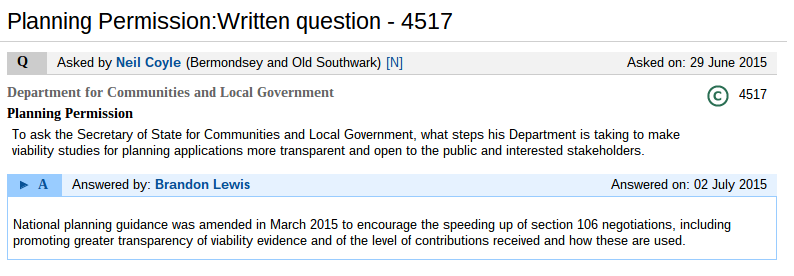 Planning Permission:Written question - 4517
Q Asked by Neil Coyle (Bermondsey and Old Southwark) [N] Asked on: 29 June 2015
Department for Communities and Local Government © 4517
Planning Permission
To ask the Secretary of State for Communities and Local Government, what steps his Department is taking to make
viability studies for planning applications more transparent and open to the public and interested stakeholders.
► A Answered by: Brandon Lewis Answered on: 02 July 2015
National planning guidance was amended in March 2015 to encourage the speeding up of section 106 negotiations, including
promoting greater transparency of viability evidence and of the level of contributions received and how these are used.